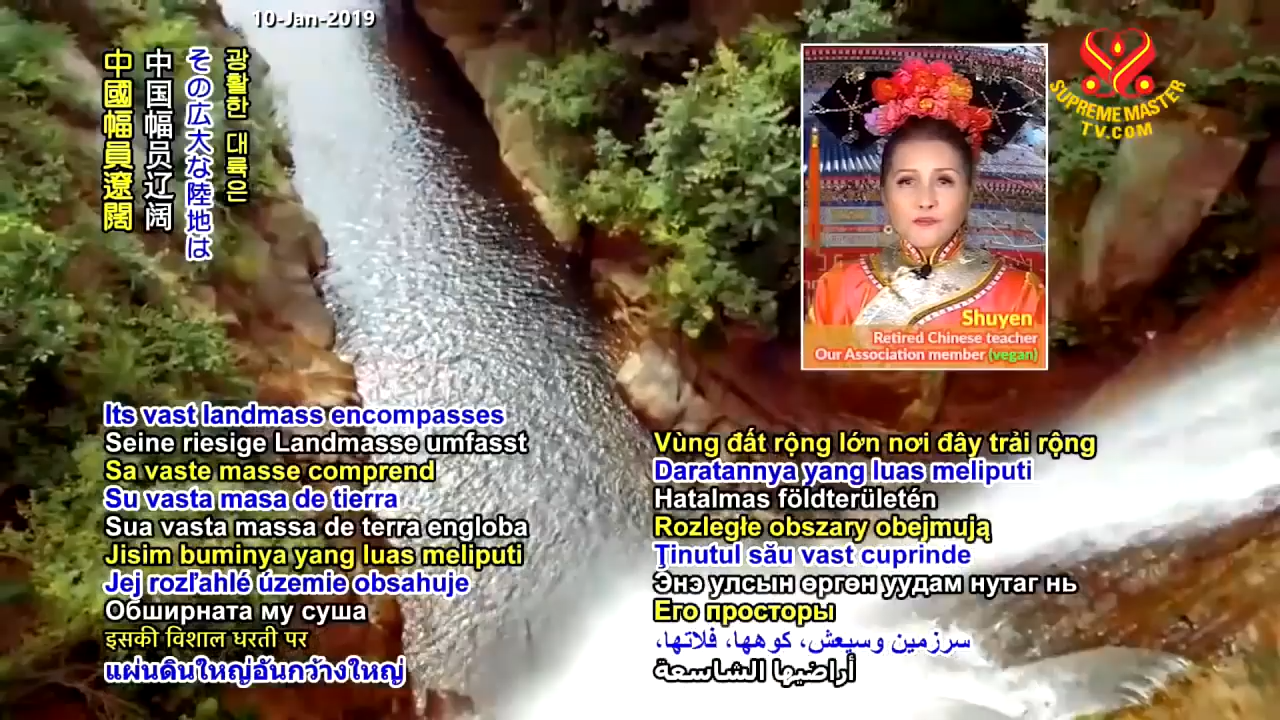 10-Jan-2019
SUPREME MASTER
TV.COM
광활한 대륙은
その広大な陸地は
中国幅员辽阔
中國幅員遼闊
Shuyen
Retired Chinese teacher
Our Association member (vegan)
Its vast landmass encompasses
Seine riesige Landmasse umfasst
Sa vaste masse comprend
Su vasta masa de tierra
Sua vasta massa de terra engloba
Jisim buminya yang luas meliputi
Jej rozľahlé územie obsahuje
Обширната му суша
इसकी विशाल धरती पर
แผ่นดินใหญ่อันกว้างใหญ่
Vùng đất rộng lớn nơi đây trải rộng
Daratannya yang luas meliputi
Hatalmas földterületén
Rozległe obszary obejmują
Ţinutul său vast cuprinde
Энэ улсын өргөн уудам нутаг нь
Его просторы
سرزمین وسیعش، کوهها، فلاتها،
أراضيها الشاسعة